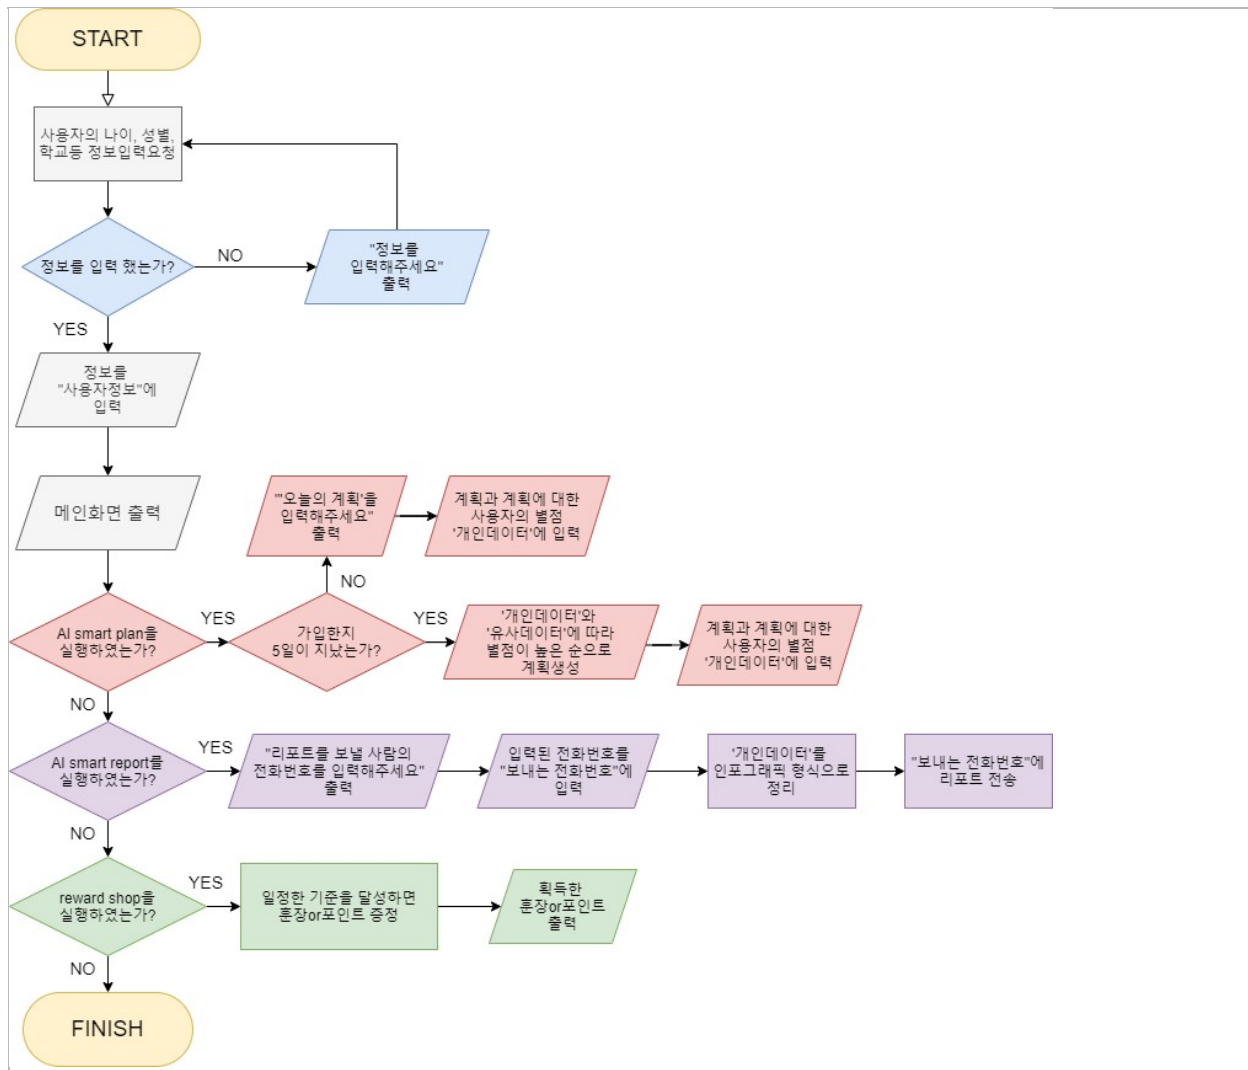 START
사용자의 나이, 성별,
학교등 정보입력요청
정보를 입력 했는가?
NO
"정보를
입력해주세요"
출력
YES
정보를
"사용자정보"에
입력
메인화면 출력
'"오늘의 계획'을
입력해주세요"
출력
계획과 계획에 대한
사용자의 별점
'개인데이터'에 입력
NO
AI smart plan을
실행하였는가?
YES
가입한지
5일이 지났는가?
YES
'개인데이터'와
'유사데이터'에 따라
별점이 높은 순으로
계획생성
계획과 계획에 대한
사용자의 별점
'개인데이터'에 입력
NO
AI smart report를
실행하였는가?
YES
"리포트를 보낼 사람의
전화번호를 입력해주세요"
출력
입력된 전화번호를
"보내는 전화번호"에
입력
'개인데이터'를
인포그래픽 형식으로
정리
"보내는 전화번호"에
리포트 전송
NO
reward shop을
실행하였는가?
YES
일정한 기준을 달성하면
훈장or포인트 증정
획득한
훈장or포인트
출력
NO
FINISH